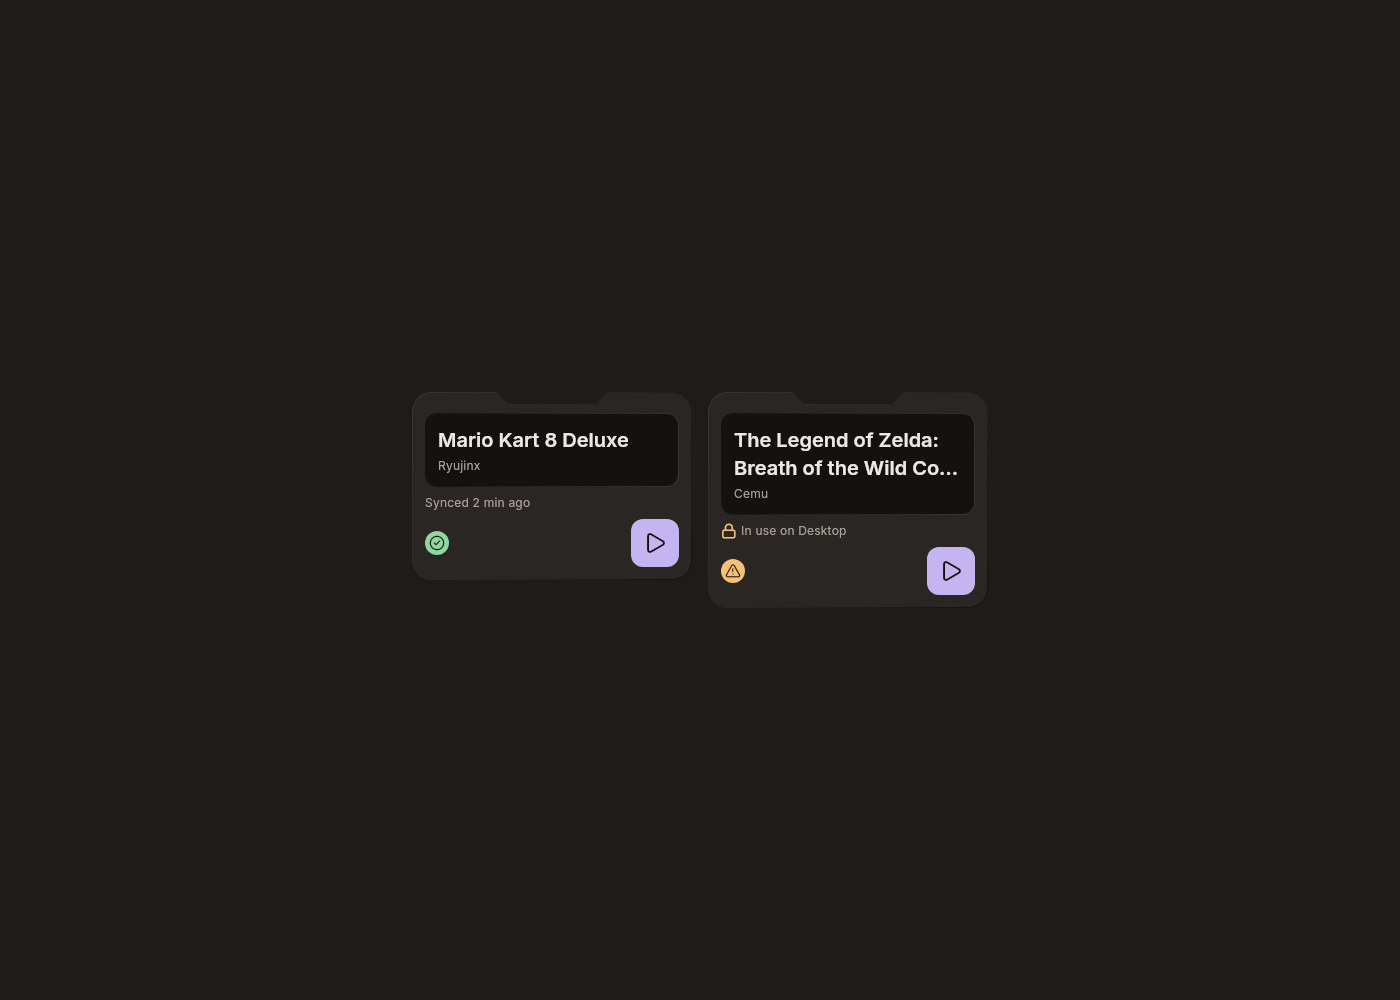 Mario Kart 8 Deluxe
Ryujinx
Synced 2 min ago
The Legend of Zelda:
Breath of the Wild Co...
Cemu
In use on Desktop